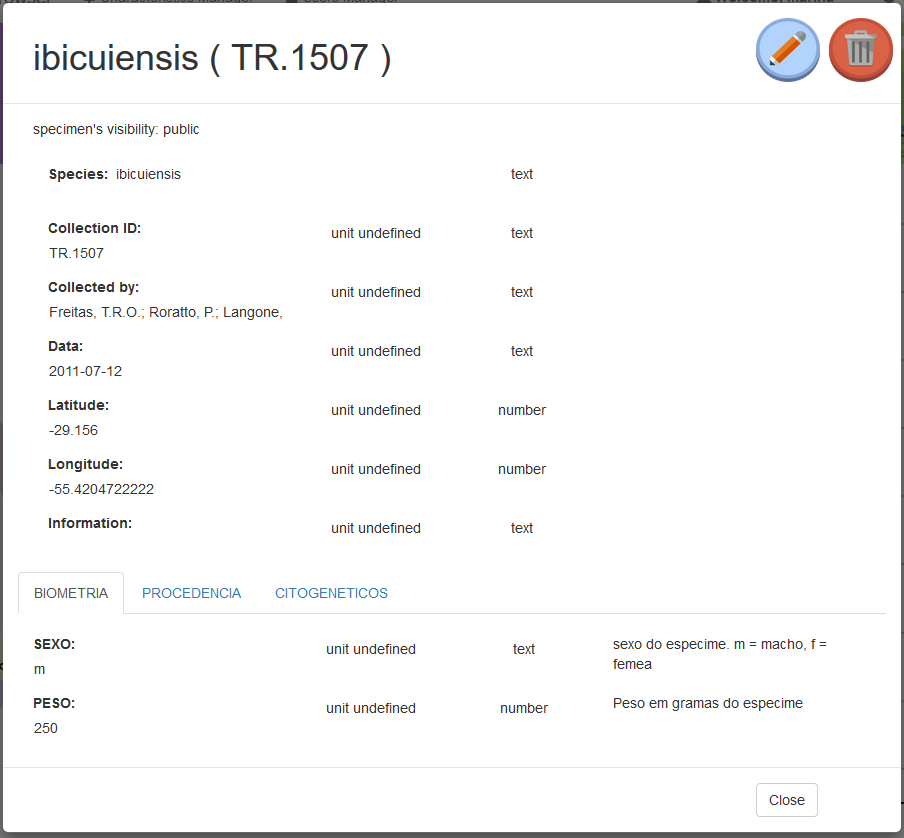 ibicuiensis ( TR.1507 )
specimen's visibility: public
Species: ibicuiensis text
Collection ID: unit undefined text
TR.1507
Collected by: unit undefined text
Freitas, T.R.O.; Roratto, P.; Langone,
Data: unit undefined text
2011-07-12
Latitude: unit undefined number
-29.156
Longitude: unit undefined number
-55.4204722222
Information: unit undefined text
BIOMETRIA PROCEDENCIA CITOGENETICOS
SEXO: unit undefined text sexo do especime. m = macho, f =
m femea
PESO: unit undefined number Peso em gramas do especime
250
Close